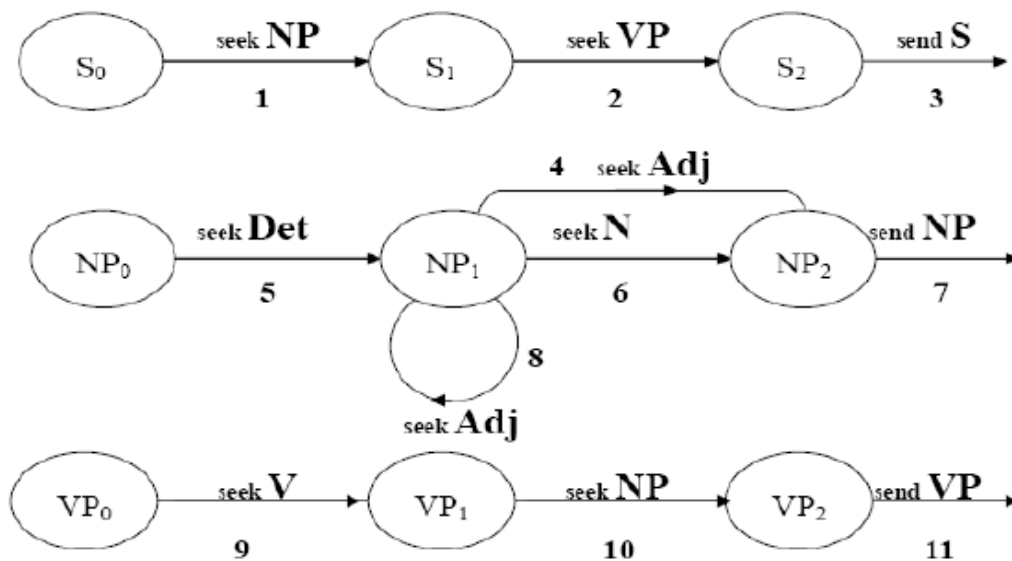 S₀ seek NP S₁ seek VP S₂ send S
1 2 3
4 seek Adj
NP₀ seek Det NP₁ seek N NP₂ send NP
5 6 7
8
seek Adj
VP₀ seek V VP₁ seek NP VP₂ send VP
9 10 11